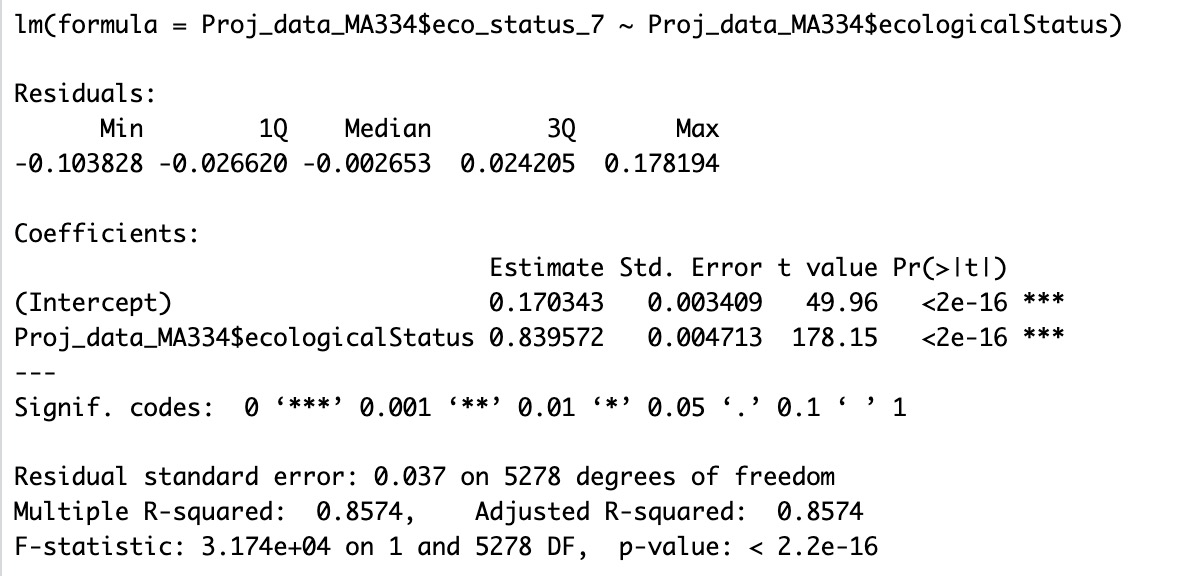 lm(formula = Proj_data_MA334$eco_status_7 ~ Proj_data_MA334$ecologicalStatus)
Residuals:
Min 1Q Median 3Q Max
-0.103828 -0.026620 -0.002653 0.024205 0.178194
Coefficients:
Estimate Std. Error t value Pr(>|t|)
(Intercept) 0.170343 0.003409 49.96 <2e-16 ***
Proj_data_MA334$ecologicalStatus 0.839572 0.004713 178.15 <2e-16 ***
---
Signif. codes: 0 ‘***’ 0.001 ‘**’ 0.01 ‘*’ 0.05 ‘.’ 0.1 ‘ ’ 1
Residual standard error: 0.037 on 5278 degrees of freedom
Multiple R-squared: 0.8574, Adjusted R-squared: 0.8574
F-statistic: 3.174e+04 on 1 and 5278 DF, p-value: < 2.2e-16